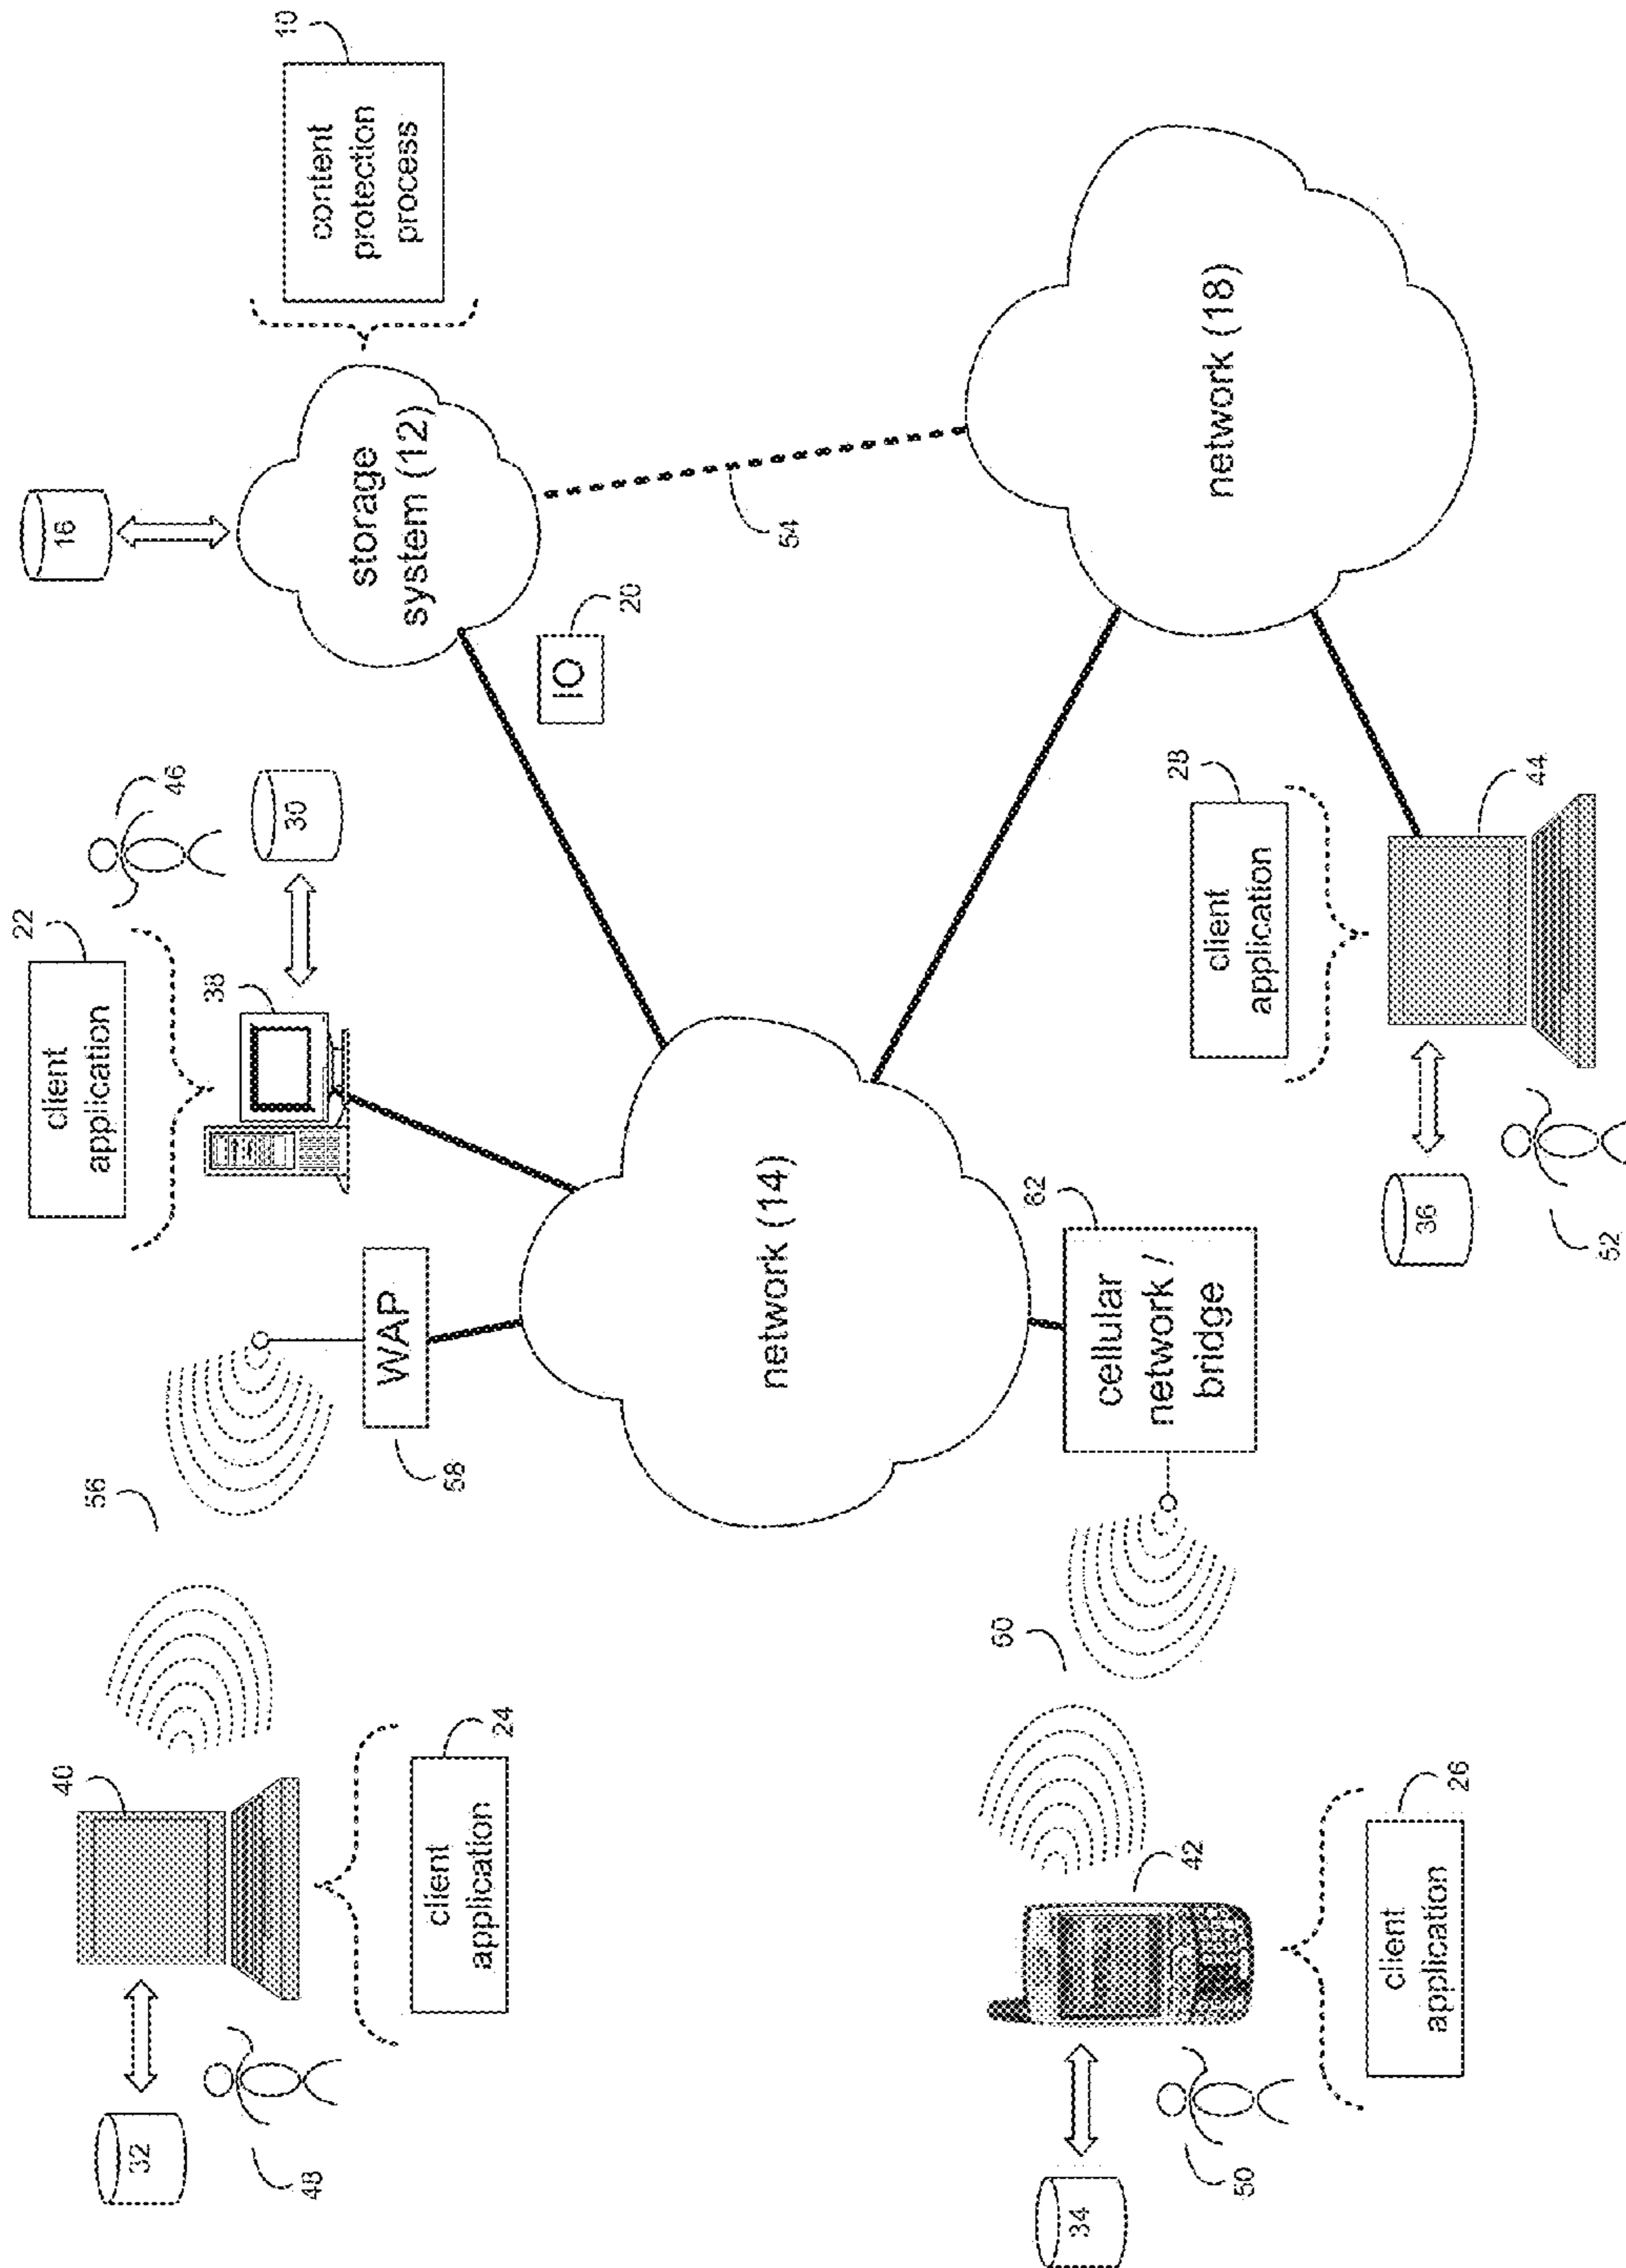 32
48
40
client
application
24
56
WAP
58
client
application
22
38
46
30
16
storage
system (12)
IO
20
content
protection
process
10
54
network (14)
network (18)
34
50
42
client
application
26
60
cellular
network /
bridge
62
client
application
28
44
36
52